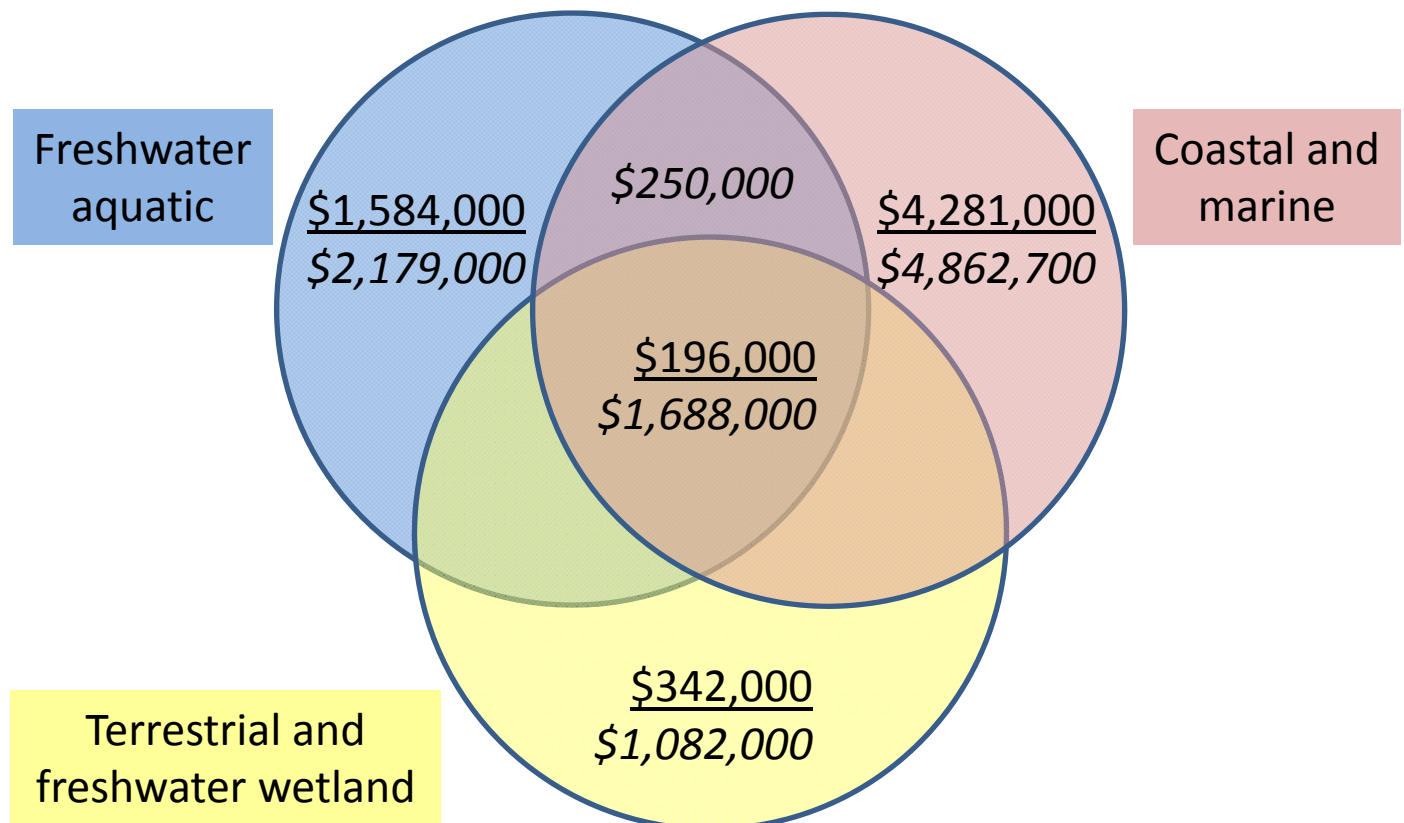 Freshwater
aquatic
$1,584,000
$2,179,000
$250,000
$4,281,000
$4,862,700
Coastal and
marine
$196,000
$1,688,000
Terrestrial and
freshwater wetland
$342,000
$1,082,000